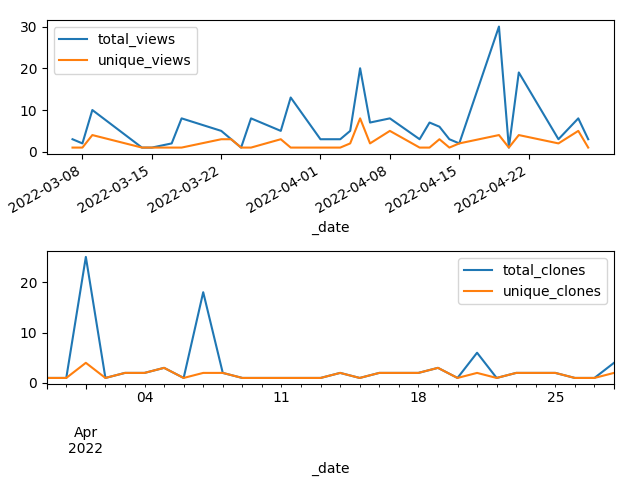 30
20
10
0
total_views
unique_views
2022-03-08
2022-03-15
2022-03-22
2022-04-01
2022-04-08
2022-04-15
2022-04-22
_date
20
10
0
total_clones
unique_clones
04
11
18
25
Apr
2022
_date